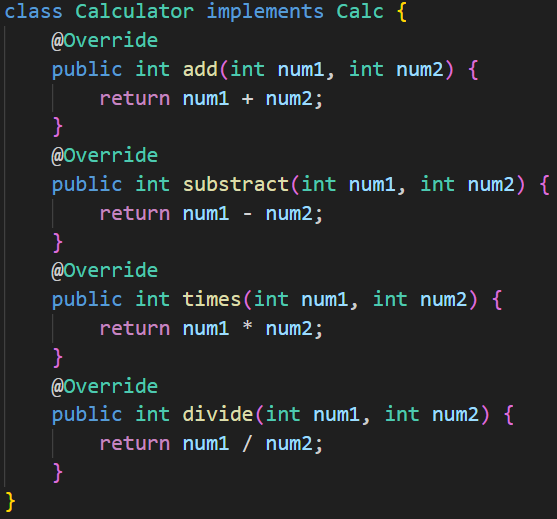 class Calculator implements Calc {
    @Override
    public int add(int num1, int num2) {
        return num1 + num2;
    }
    @Override
    public int substract(int num1, int num2) {
        return num1 - num2;
    }
    @Override
    public int times(int num1, int num2) {
        return num1 * num2;
    }
    @Override
    public int divide(int num1, int num2) {
        return num1 / num2;
    }
}